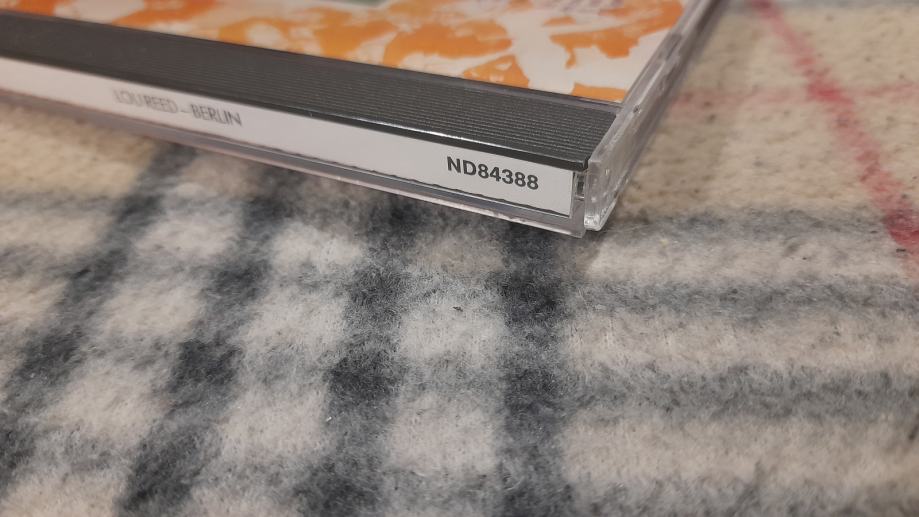 LOU REED – BERLIN ND84388